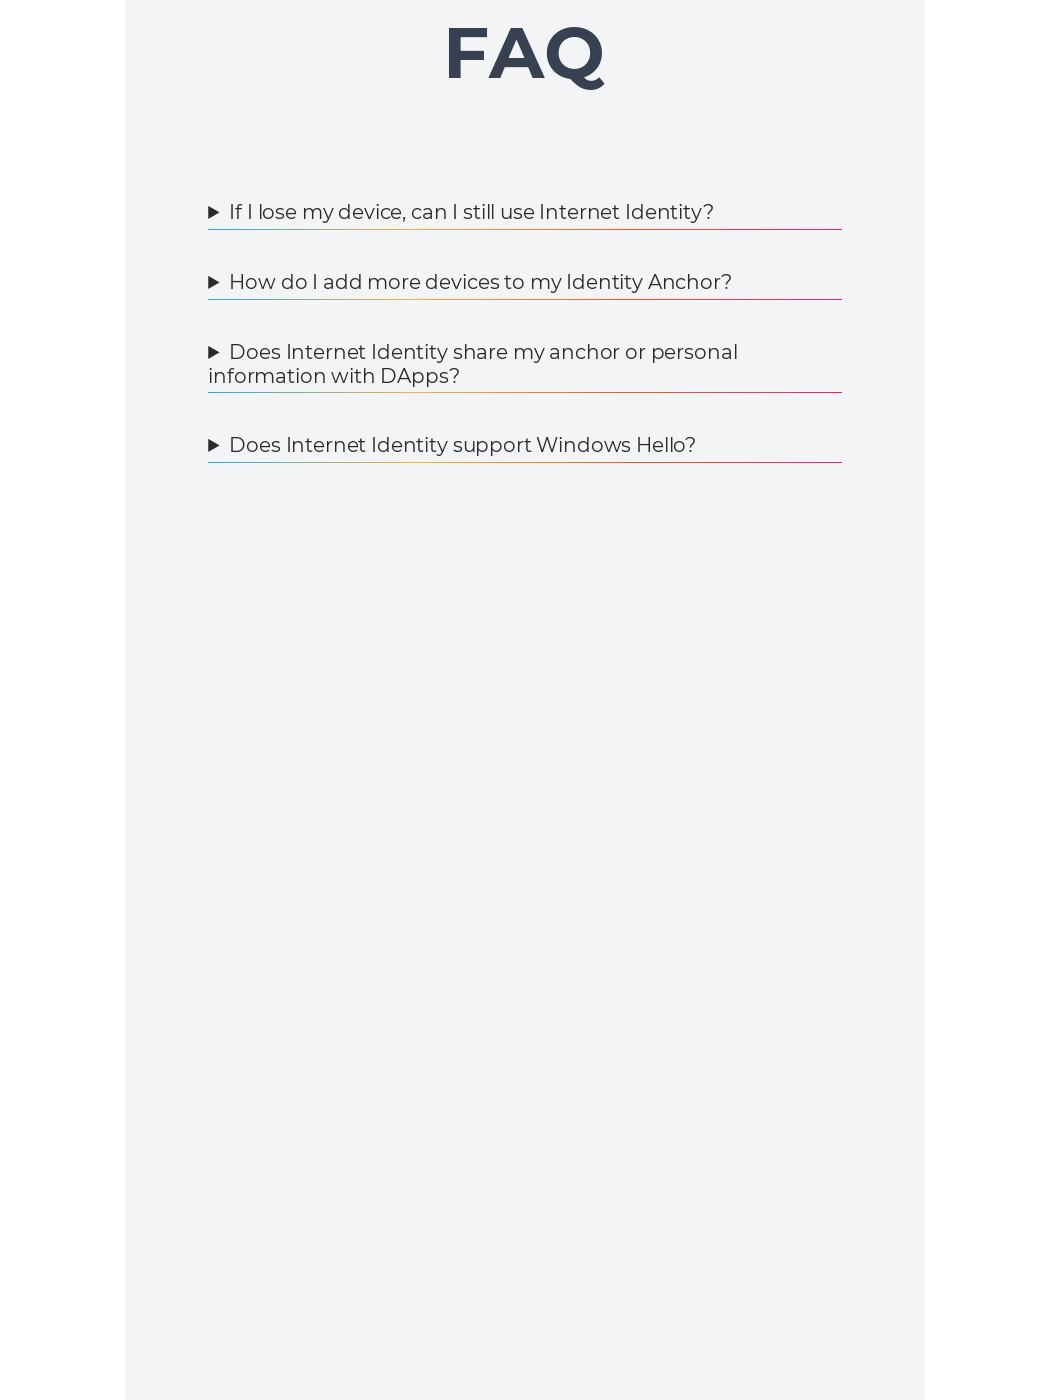 FAQ
If I lose my device, can I still use Internet Identity?
How do I add more devices to my Identity Anchor?
Does Internet Identity share my anchor or personal
information with DApps?
Does Internet Identity support Windows Hello?